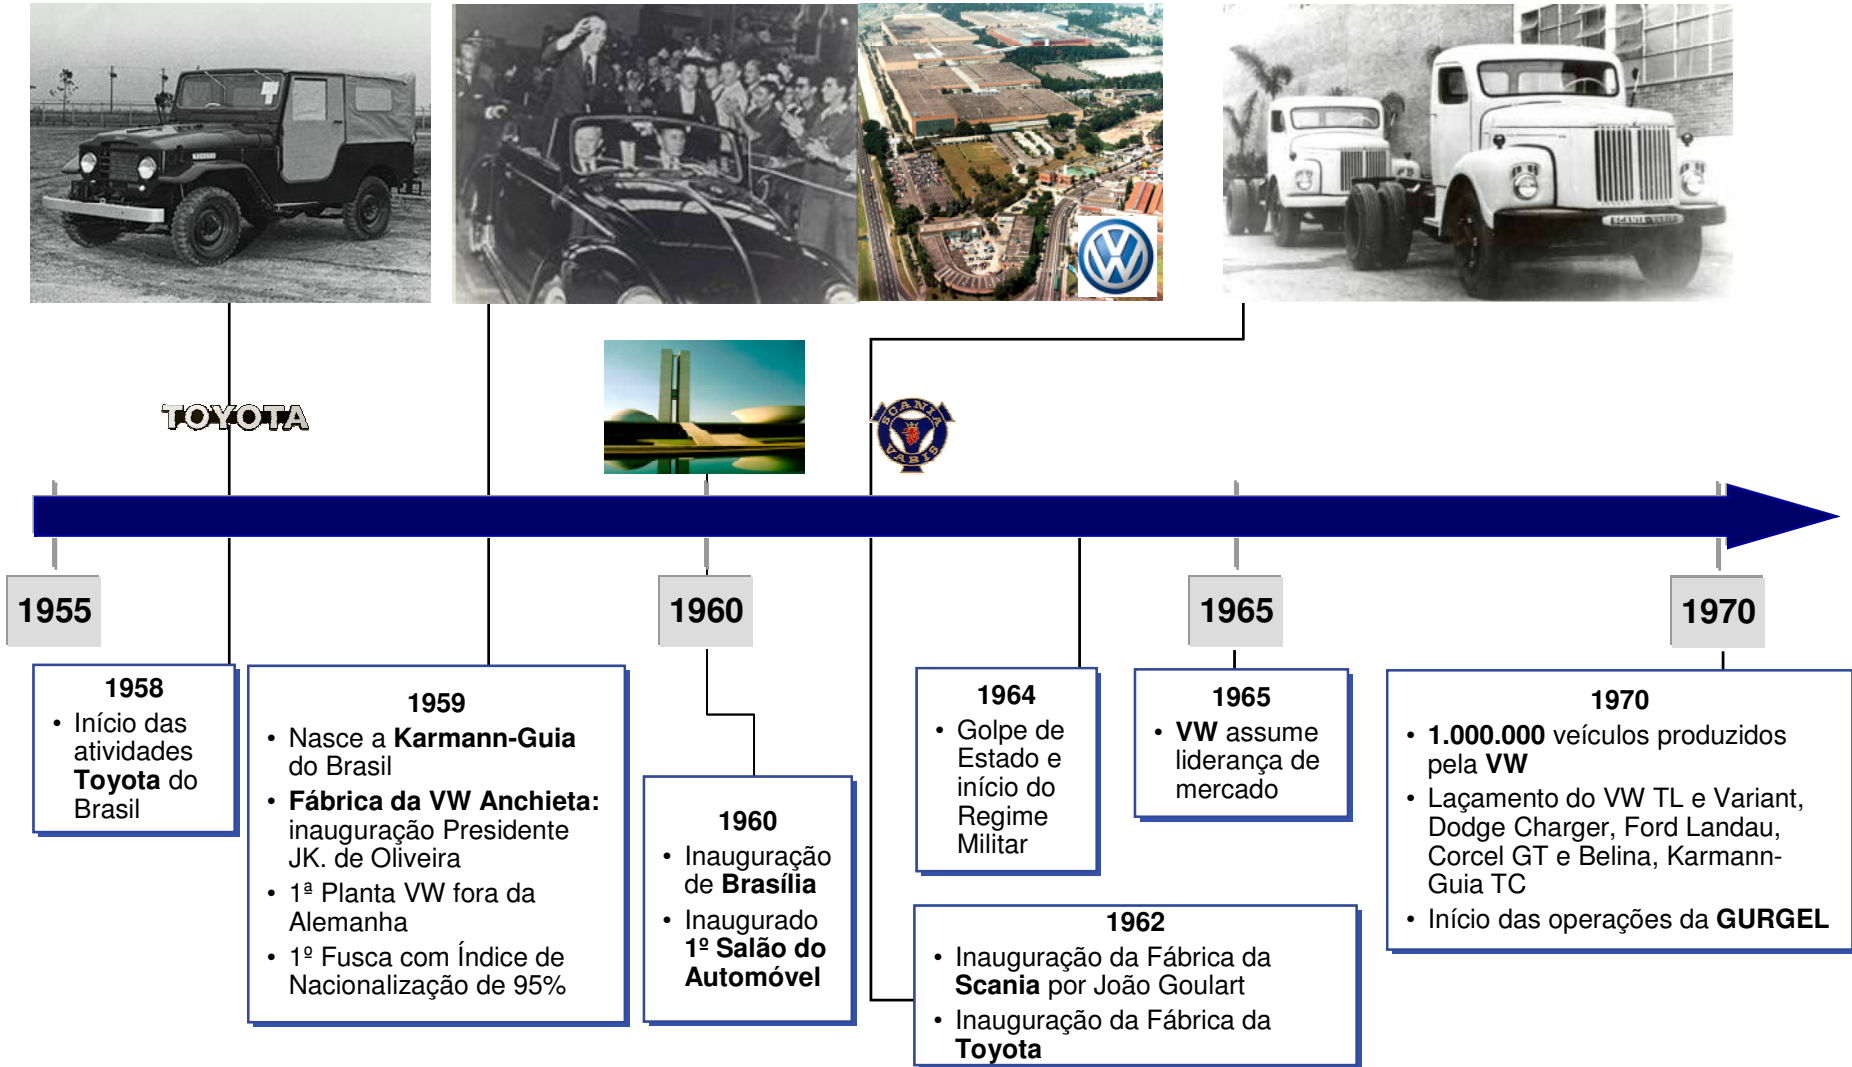 TOYOTA
SCANIA-VABIS
TOYOTA
SCANIA
VABIS
1955
1960
1965
1970
1958
• Início das
atividades
Toyota do
Brasil
1959
• Nasce a Karmann-Guia
do Brasil
• Fábrica da VW Anchieta:
inauguração Presidente
JK. de Oliveira
• 1ª Planta VW fora da
Alemanha
• 1º Fusca com Índice de
Nacionalização de 95%
1960
• Inauguração
de Brasília
• Inaugurado
1º Salão do
Automóvel
1964
• Golpe de
Estado e
início do
Regime
Militar
1962
• Inauguração da Fábrica da
Scania por João Goulart
• Inauguração da Fábrica da
Toyota
1965
• VW assume
liderança de
mercado
1970
• 1.000.000 veículos produzidos
pela VW
• Laçamento do VW TL e Variant,
Dodge Charger, Ford Landau,
Corcel GT e Belina, Karmann-
Guia TC
• Início das operações da GURGEL